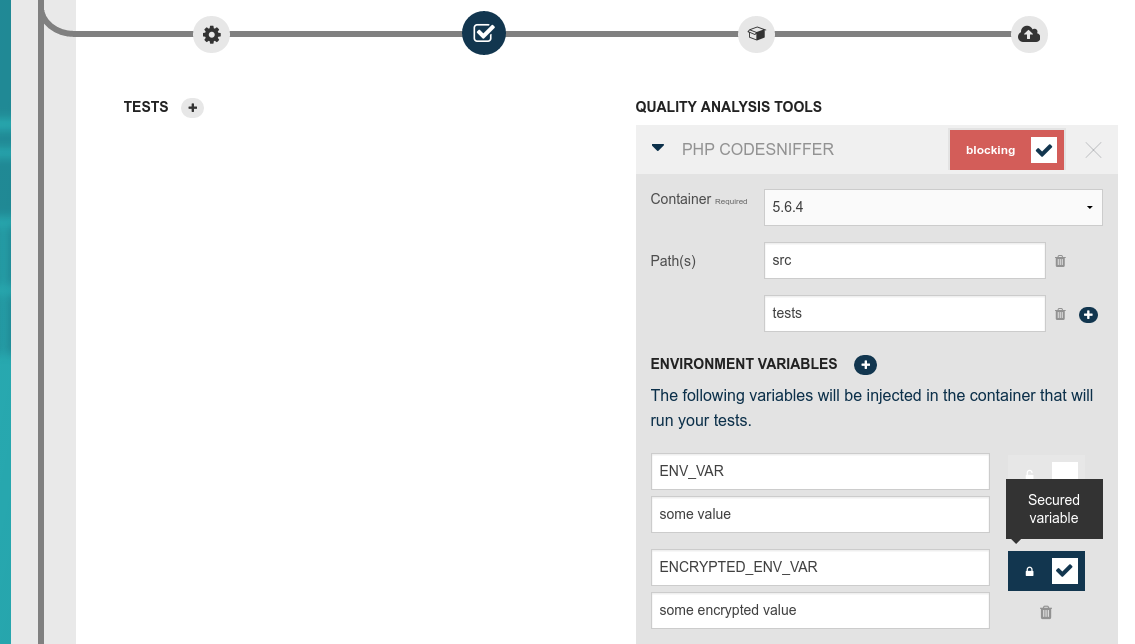 TESTS
QUALITY ANALYSIS TOOLS
PHP CODESNIFFER
blocking
Container Required
5.6.4
Path(s)
src
tests
ENVIRONMENT VARIABLES
The following variables will be injected in the container that will
run your tests.
ENV_VAR
some value
Secured
variable
ENCRYPTED_ENV_VAR
some encrypted value